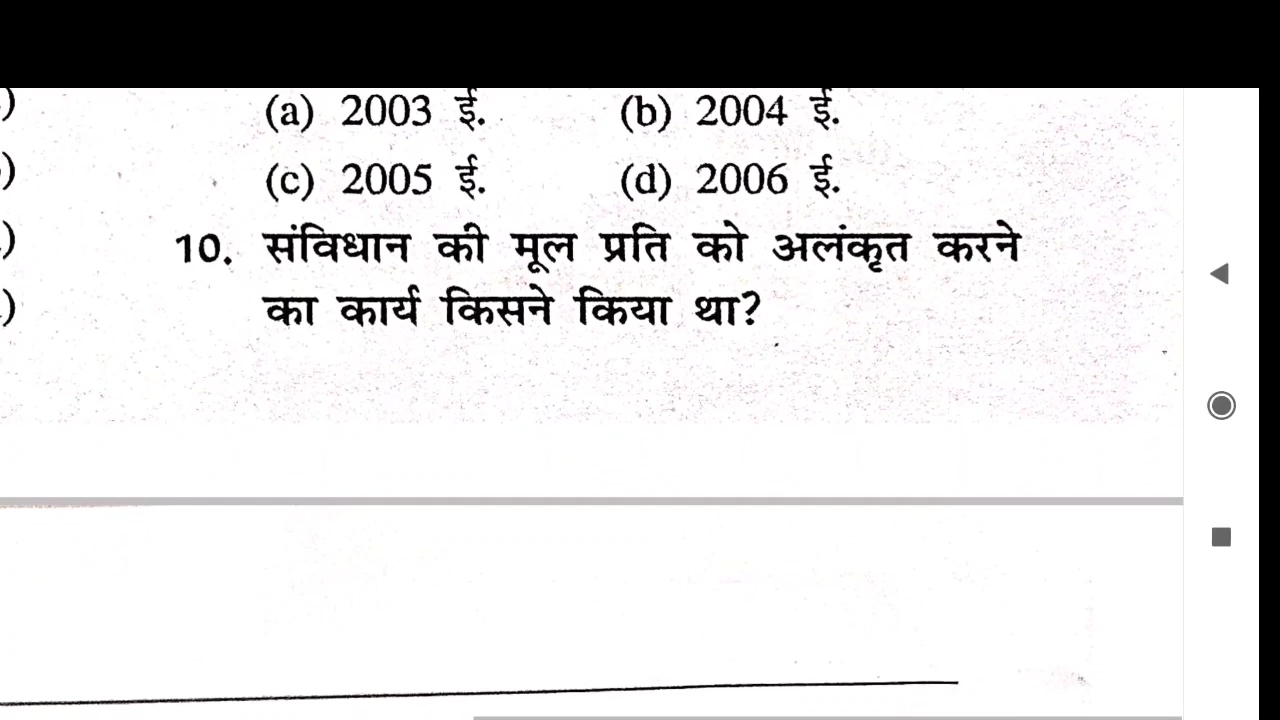 (a) 2003 ई. (b) 2004 ई.
(c) 2005 ई. (d) 2006 ई.
10. संविधान की मूल प्रति को अलंकृत करने
का कार्य किसने किया था?